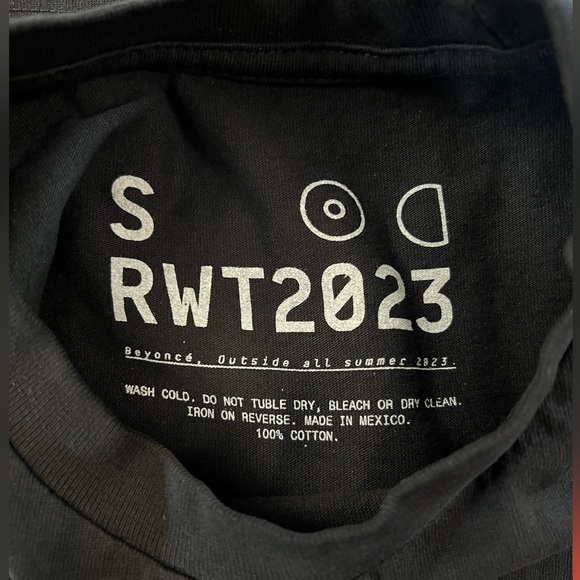 S
RWT2023
Beyoncé, Outside all summer 2023.
WASH COLD. DO NOT TUBLE DRY, BLEACH OR DRY CLEAN.
IRON ON REVERSE. MADE IN MEXICO.
100% COTTON.